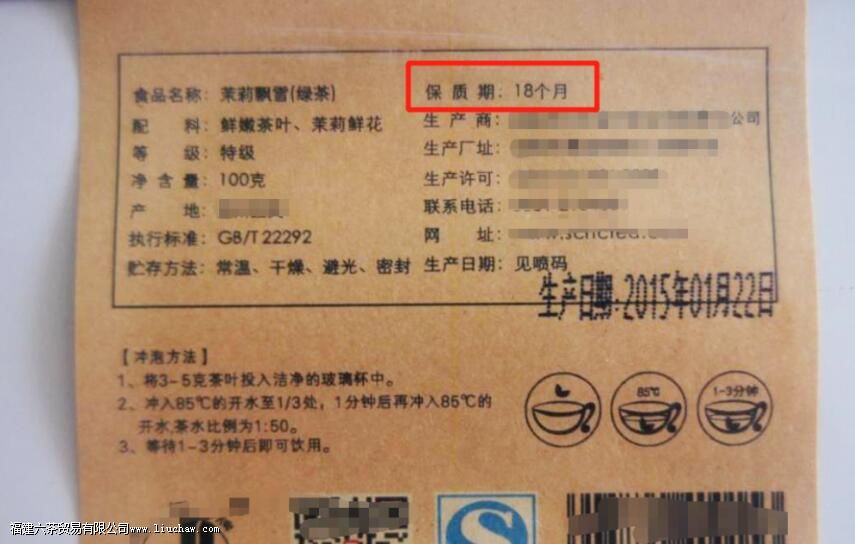 食品名称：茉莉飘雪(绿茶)
配 料：鲜嫩茶叶、茉莉鲜花
等 级：特级
净 含 量：100克
产 地：
执行标准：GB/T 22292
贮存方法：常温、干燥、避光、密封
保 质 期：18个月
生 产 商：公司
生产厂址：
生产许可：
联系电话：
网 址：
生产日期：见喷码
生产日期:2015年01月22日
【冲泡方法】
1、将3-5克茶叶投入洁净的玻璃杯中。
2、冲入85℃的开水至1/3处，1分钟后再冲入85℃的
开水,茶水比例为1:50。
3、等待1-3分钟后即可饮用。
85℃
1-3分钟
福建六茶贸易有限公司www.liuchaw.com